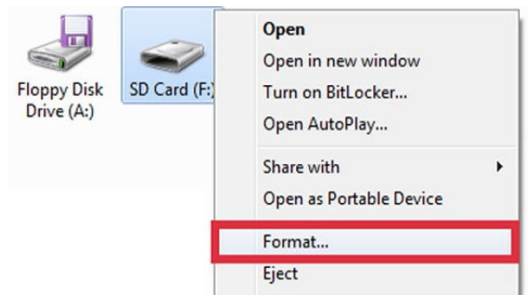 Floppy Disk
Drive (A:)
SD Card (F:)
Open
Open in new window
Turn on BitLocker...
Open AutoPlay...
Share with
Open as Portable Device
Format...
Eject